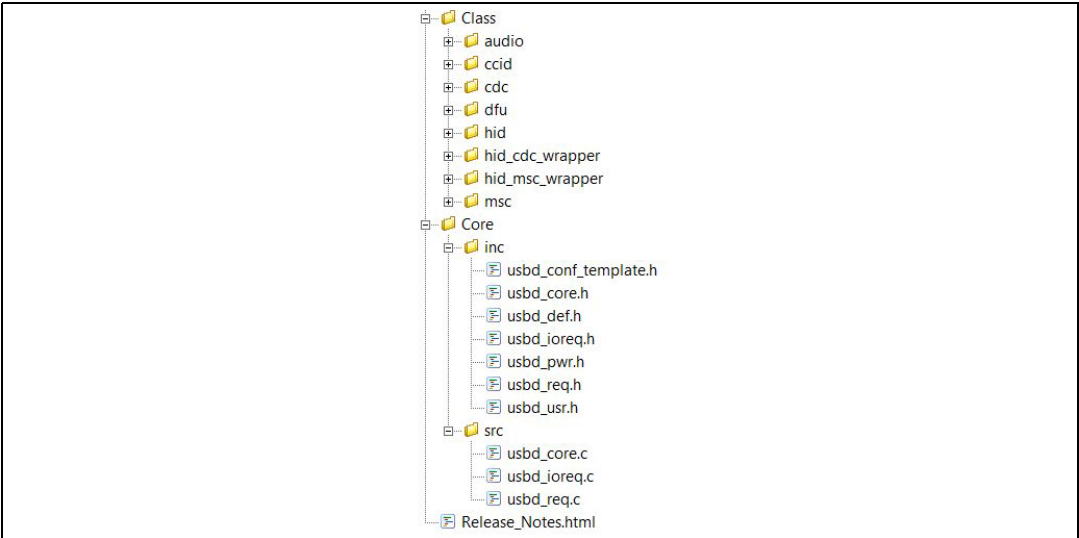 Class
audio
ccid
cdc
dfu
hid
hid_cdc_wrapper
hid_msc_wrapper
msc
Core
inc
usbd_conf_template.h
usbd_core.h
usbd_def.h
usbd_ioreq.h
usbd_pwr.h
usbd_req.h
usbd_usr.h
src
usbd_core.c
usbd_ioreq.c
usbd_req.c
Release_Notes.html